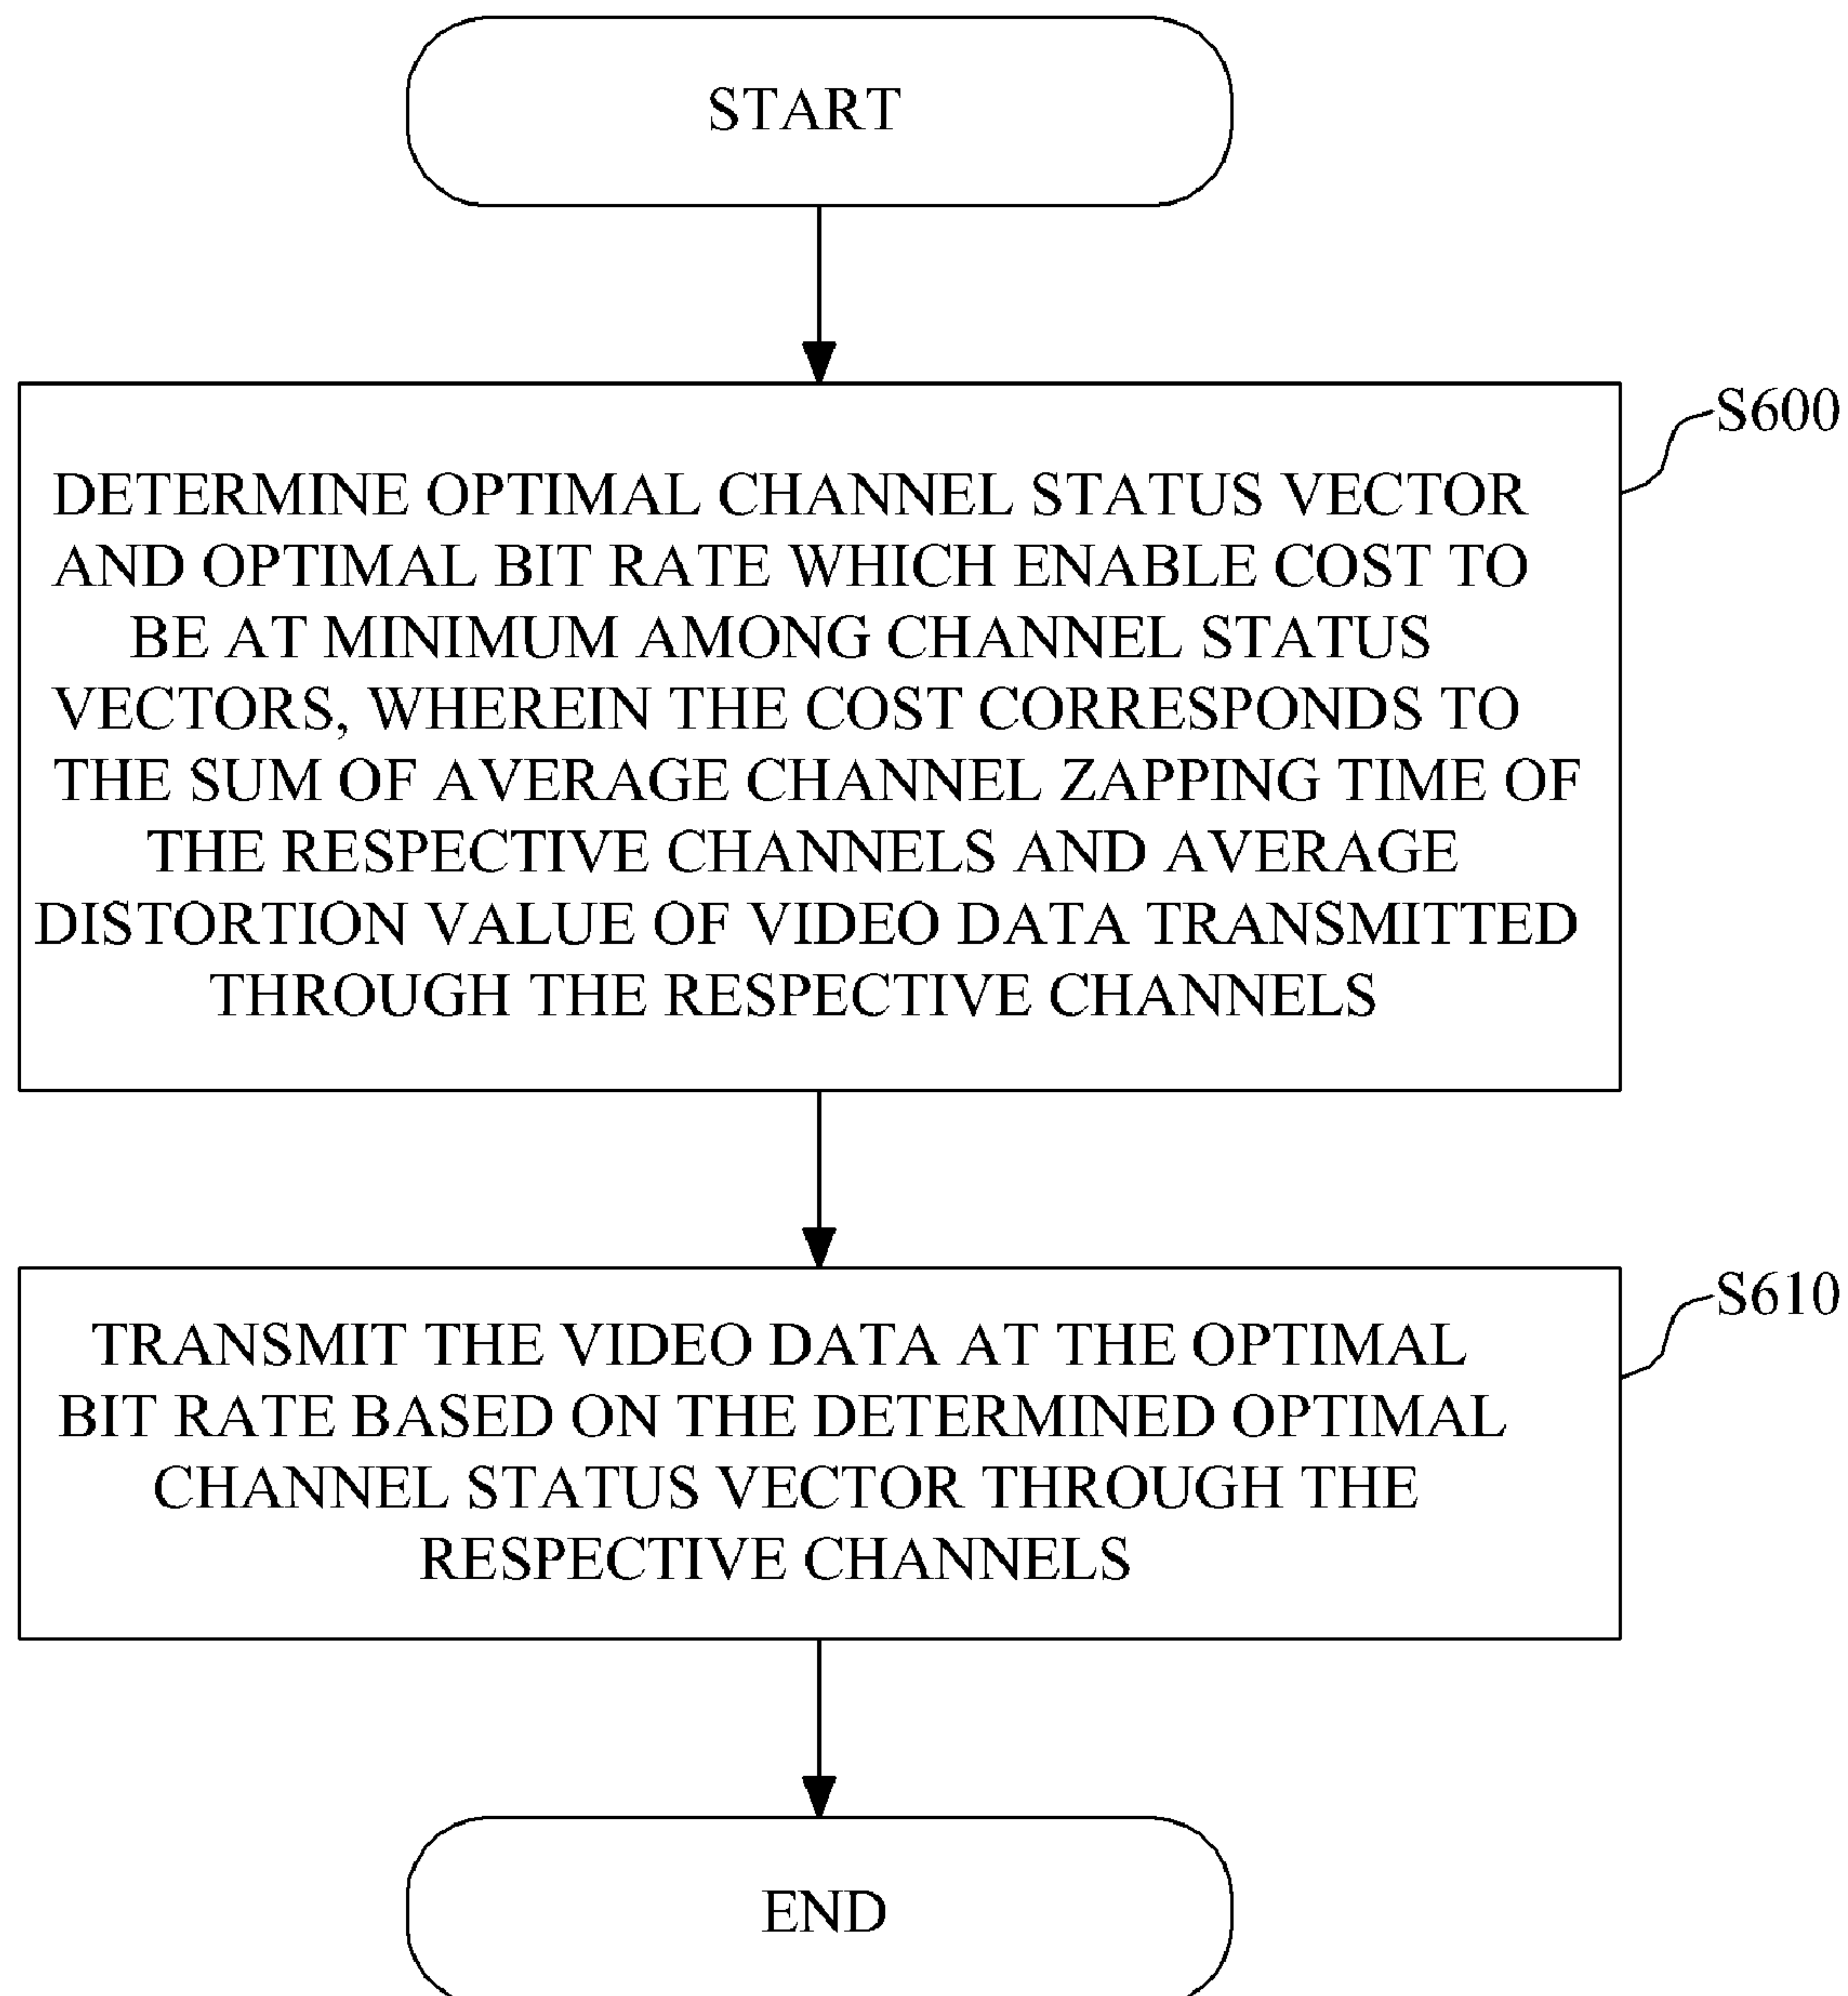 START
S600
DETERMINE OPTIMAL CHANNEL STATUS VECTOR
AND OPTIMAL BIT RATE WHICH ENABLE COST TO
BE AT MINIMUM AMONG CHANNEL STATUS
VECTORS, WHEREIN THE COST CORRESPONDS TO
THE SUM OF AVERAGE CHANNEL ZAPPING TIME OF
THE RESPECTIVE CHANNELS AND AVERAGE
DISTORTION VALUE OF VIDEO DATA TRANSMITTED
THROUGH THE RESPECTIVE CHANNELS
S610
TRANSMIT THE VIDEO DATA AT THE OPTIMAL
BIT RATE BASED ON THE DETERMINED OPTIMAL
CHANNEL STATUS VECTOR THROUGH THE
RESPECTIVE CHANNELS
END